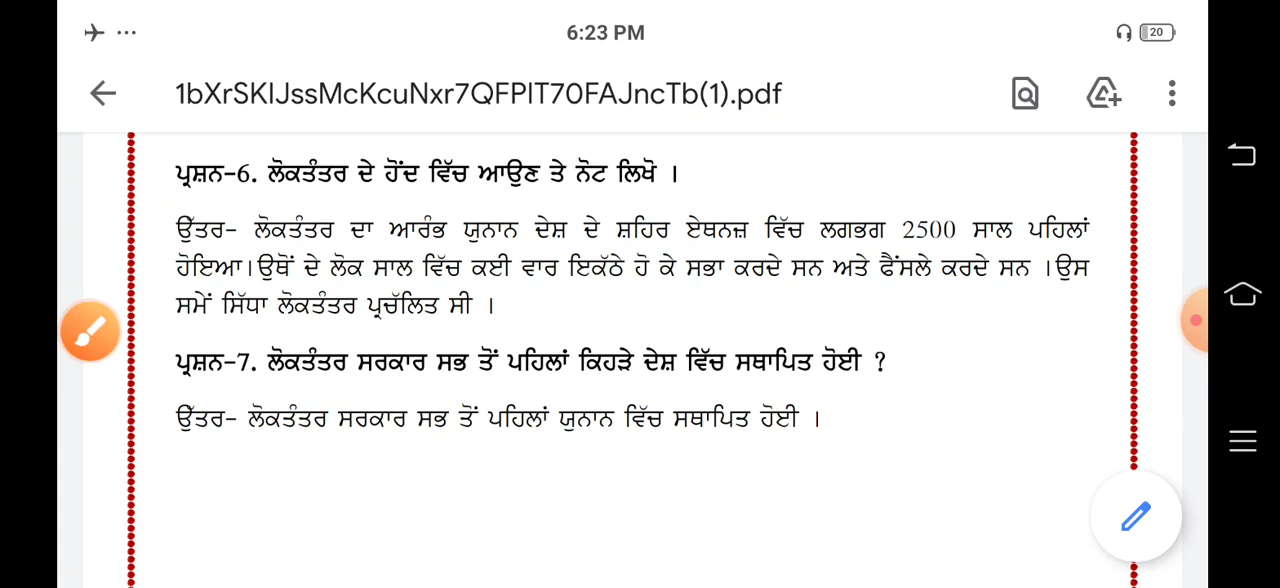 6:23 PM
20
1bXrSKIJssMcKcuNxr7QFPIT70FAJncTb(1).pdf
ਪ੍ਰਸ਼ਨ-6. ਲੋਕਤੰਤਰ ਦੇ ਹੋਂਦ ਵਿੱਚ ਆਉਣ ਤੇ ਨੋਟ ਲਿਖੋ ।
ਉੱਤਰ- ਲੋਕਤੰਤਰ ਦਾ ਆਰੰਭ ਯੁਨਾਨ ਦੇਸ਼ ਦੇ ਸ਼ਹਿਰ ਏਥਨਜ਼ ਵਿੱਚ ਲਗਭਗ 2500 ਸਾਲ ਪਹਿਲਾਂ
ਹੋਇਆ।ਉਥੋਂ ਦੇ ਲੋਕ ਸਾਲ ਵਿੱਚ ਕਈ ਵਾਰ ਇਕੱਠੇ ਹੋ ਕੇ ਸਭਾ ਕਰਦੇ ਸਨ ਅਤੇ ਫੈਂਸਲੇ ਕਰਦੇ ਸਨ ।ਉਸ
ਸਮੇਂ ਸਿੱਧਾ ਲੋਕਤੰਤਰ ਪ੍ਰਚੱਲਿਤ ਸੀ ।
ਪ੍ਰਸ਼ਨ-7. ਲੋਕਤੰਤਰ ਸਰਕਾਰ ਸਭ ਤੋਂ ਪਹਿਲਾਂ ਕਿਹੜੇ ਦੇਸ਼ ਵਿੱਚ ਸਥਾਪਿਤ ਹੋਈ ?
ਉੱਤਰ- ਲੋਕਤੰਤਰ ਸਰਕਾਰ ਸਭ ਤੋਂ ਪਹਿਲਾਂ ਯੁਨਾਨ ਵਿੱਚ ਸਥਾਪਿਤ ਹੋਈ ।